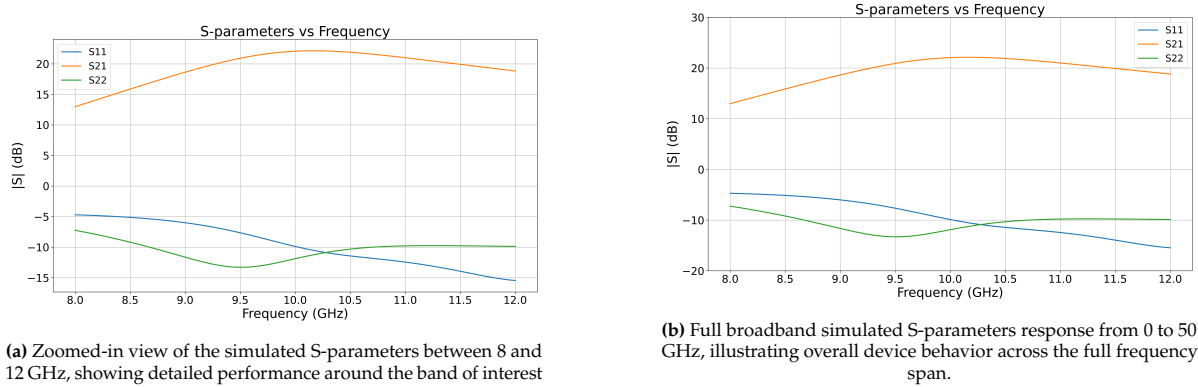 S-parameters vs Frequency
S11
S21
S22
20
15
10
5
0
−5
−10
−15
|S| (dB)
8.0 8.5 9.0 9.5 10.0 10.5 11.0 11.5 12.0
Frequency (GHz)
(a) Zoomed-in view of the simulated S-parameters between 8 and
12 GHz, showing detailed performance around the band of interest
S-parameters vs Frequency
S11
S21
S22
30
20
10
0
−10
−20
|S| (dB)
8.0 8.5 9.0 9.5 10.0 10.5 11.0 11.5 12.0
Frequency (GHz)
(b) Full broadband simulated S-parameters response from 0 to 50
GHz, illustrating overall device behavior across the full frequency
span.